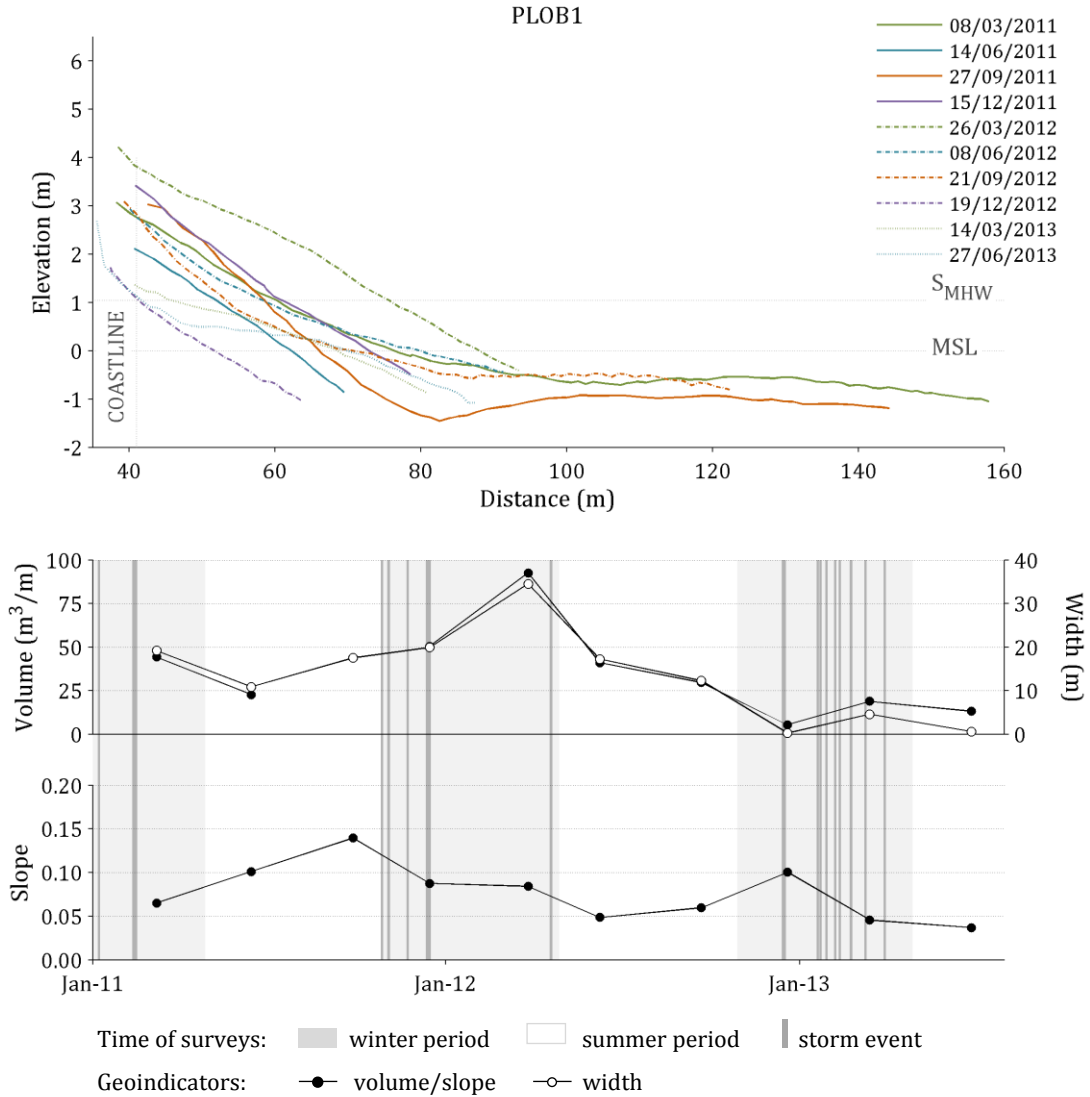 PLOB1
08/03/2011
14/06/2011
27/09/2011
15/12/2011
26/03/2012
08/06/2012
21/09/2012
19/12/2012
14/03/2013
27/06/2013
Elevation (m)
6
5
4
3
2
1
0
-1
-2
COASTLINE
S_MHW
MSL
40 60 80 100 120 140 160
Distance (m)
Volume (m³/m)
100
75
50
25
0
Width (m)
40
30
20
10
0
Slope
0.20
0.15
0.10
0.05
0.00
Jan-11 Jan-12 Jan-13
Time of surveys: winter period summer period storm event
Geoindicators: volume/slope width